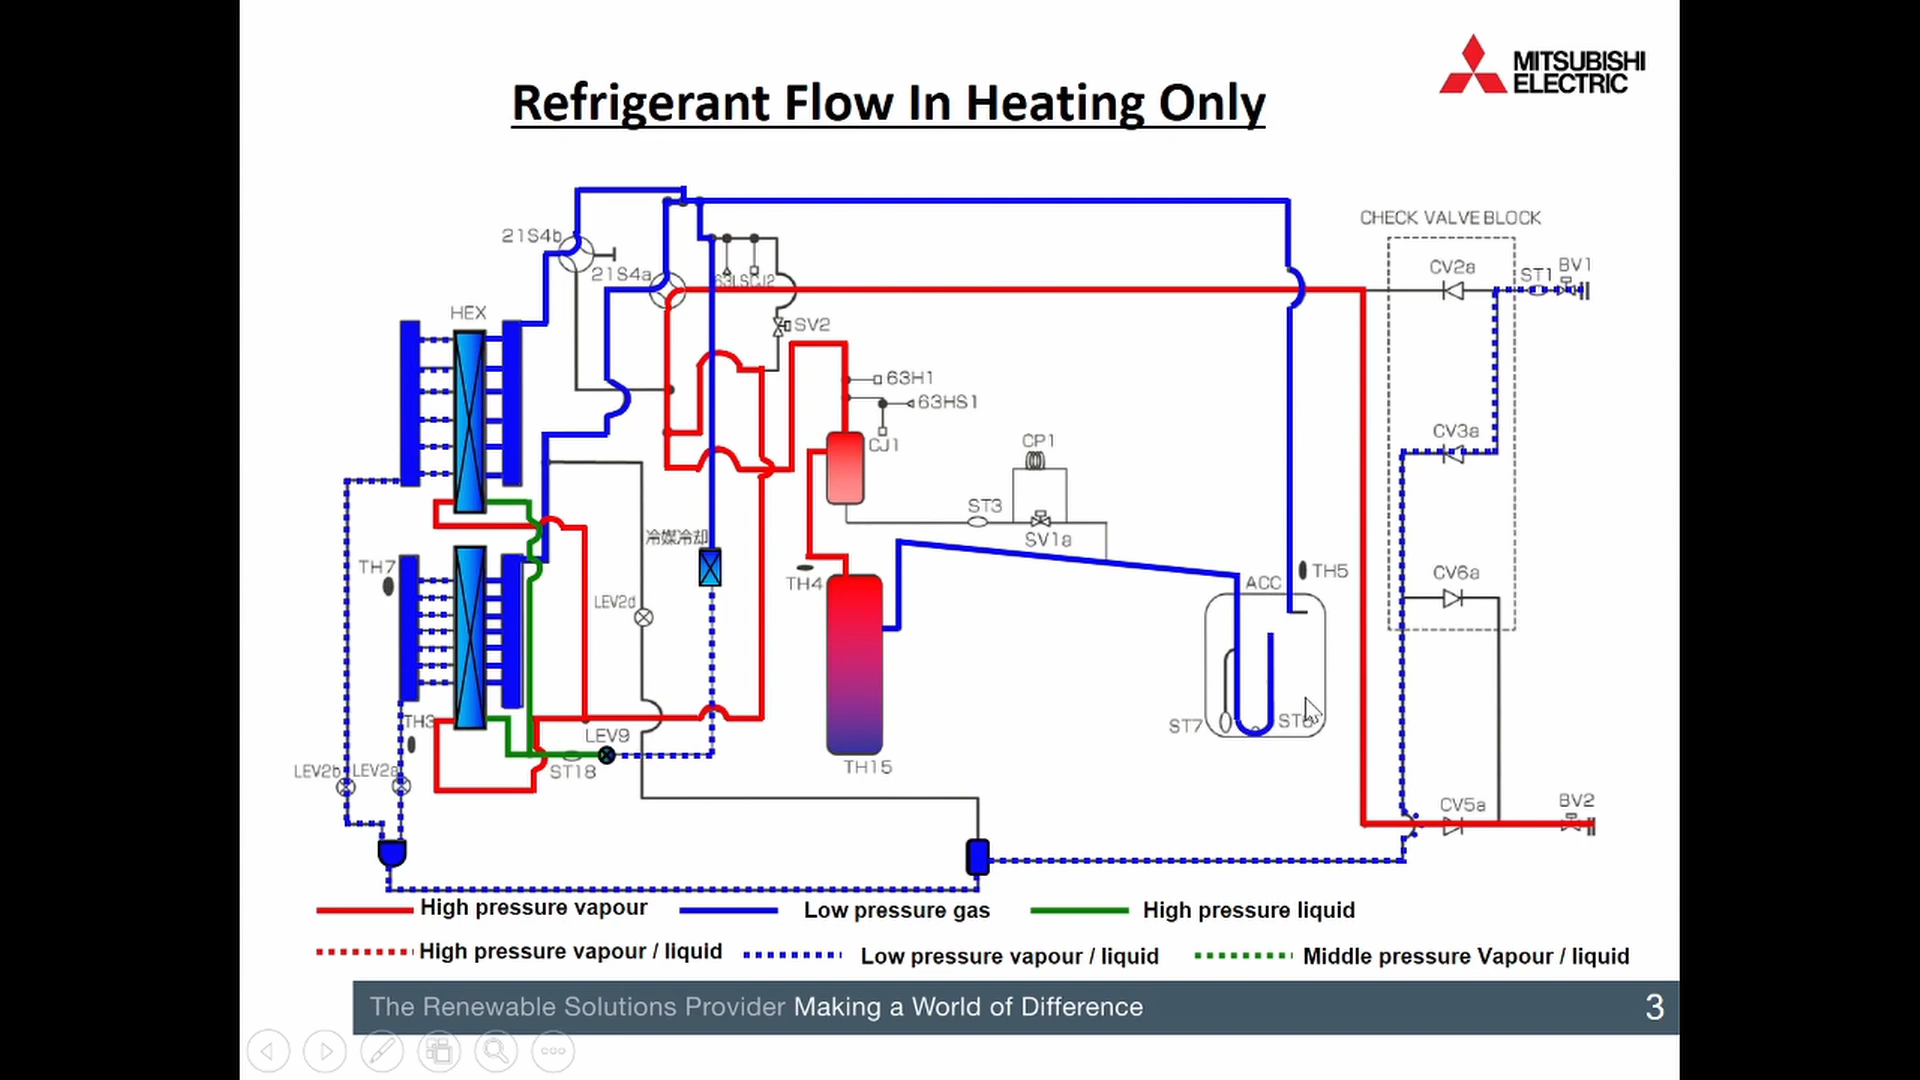 MITSUBISHI
ELECTRIC
Refrigerant Flow In Heating Only
CHECK VALVE BLOCK
21S4b
CV2a
ST1
BV1
21S4a
63LS
CJ2
HEX
SV2
63H1
63HS1
CJ1
CP1
CV3a
ST3
冷媒冷却
SV1a
TH7
TH4
ACC
TH5
CV6a
LEV2d
TH3
LEV9
ST7
ST6
LEV2b
LEV2a
ST18
TH15
CV5a
BV2
High pressure vapour
Low pressure gas
High pressure liquid
High pressure vapour / liquid
Low pressure vapour / liquid
Middle pressure Vapour / liquid
The Renewable Solutions Provider Making a World of Difference
3